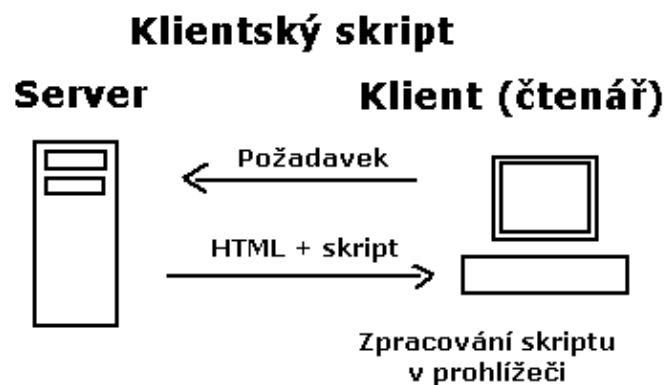 Klientský skript
Server
Klient (čtenář)
Požadavek
HTML + skript
Zpracování skriptu
v prohlížeči